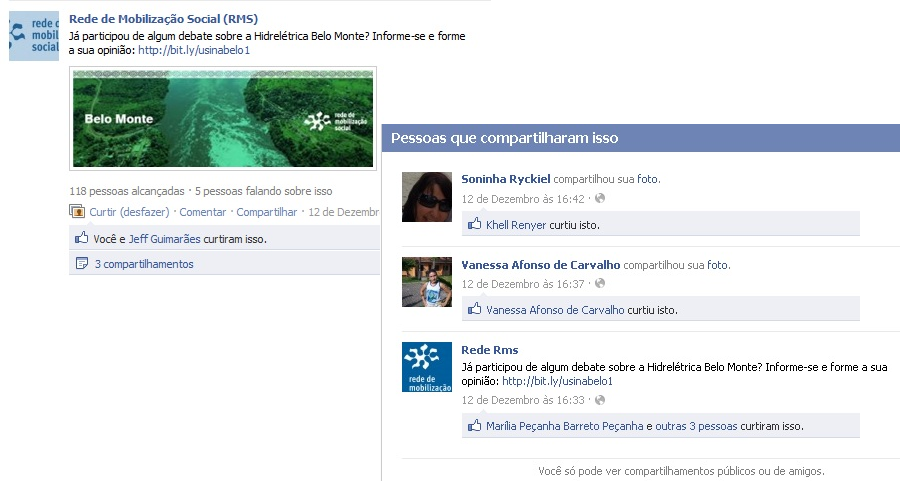 rede de
mobilização
social
Rede de Mobilização Social (RMS)
Já participou de algum debate sobre a Hidrelétrica Belo Monte? Informe-se e forme
a sua opinião: http://bit.ly/usinabelo1
Belo Monte
rede de
mobilização
social
118 pessoas alcançadas · 5 pessoas falando sobre isso
Curtir (desfazer) · Comentar · Compartilhar · 12 de Dezembr
Você e Jeff Guimarães curtiram isso.
3 compartilhamentos
Pessoas que compartilharam isso
Soninha Ryckiel compartilhou sua foto.
12 de Dezembro às 16:42 ·
Khell Renyer curtiu isto.
Vanessa Afonso de Carvalho compartilhou sua foto.
12 de Dezembro às 16:37 ·
Vanessa Afonso de Carvalho curtiu isto.
rede de
mobilização
Rede Rms
Já participou de algum debate sobre a Hidrelétrica Belo Monte? Informe-se e forme a sua
opinião: http://bit.ly/usinabelo1
12 de Dezembro às 16:33 ·
Marília Peçanha Barreto Peçanha e outras 3 pessoas curtiram isso.
Você só pode ver compartilhamentos públicos ou de amigos.